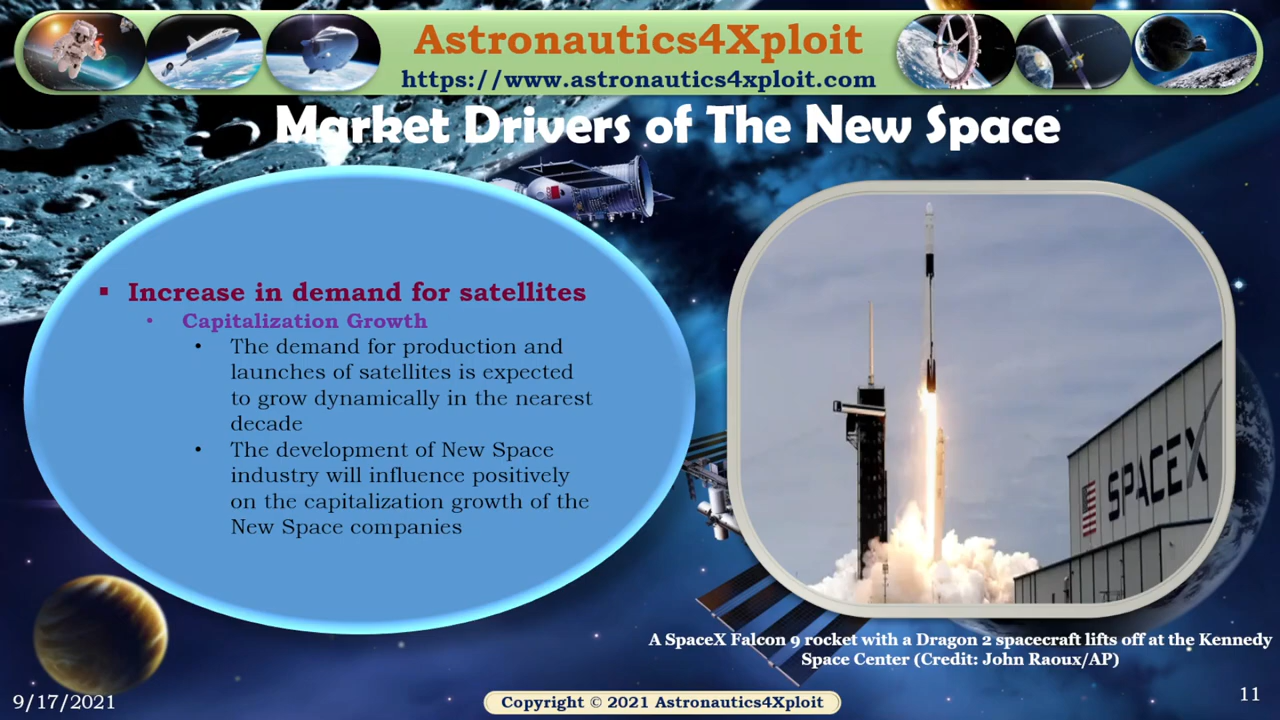 Astronautics4Xploit
https://www.astronautics4xploit.com
Market Drivers of The New Space
▪ Increase in demand for satellites
• Capitalization Growth
• The demand for production and
launches of satellites is expected
to grow dynamically in the nearest
decade
• The development of New Space
industry will influence positively
on the capitalization growth of the
New Space companies
SPACEX
A SpaceX Falcon 9 rocket with a Dragon 2 spacecraft lifts off at the Kennedy
Space Center (Credit: John Raoux/AP)
9/17/2021
Copyright © 2021 Astronautics4Xploit
11